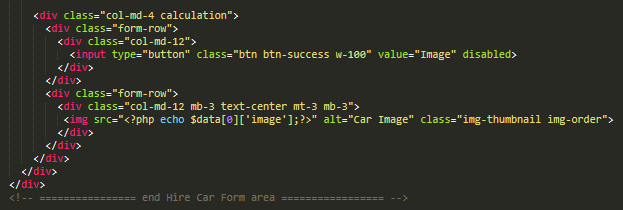 <div class="col-md-4 calculation">
<div class="form-row">
<div class="col-md-12">
<input type="button" class="btn btn-success w-100" value="Image" disabled>
</div>
</div>
<div class="form-row">
<div class="col-md-12 mb-3 text-center mt-3 mb-3">
<img src="<?php echo $data[0]['image'];?>" alt="Car Image" class="img-thumbnail img-order">
</div>
</div>
</div>
</div>
</div>
<!-- ================ end Hire Car Form area ================= -->